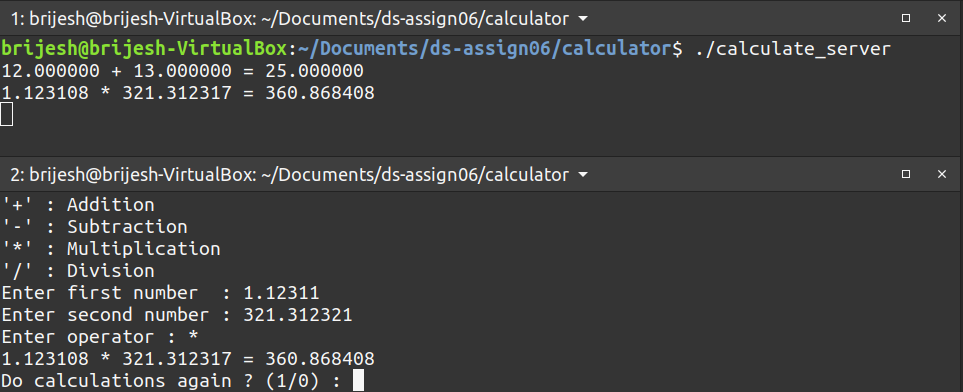 1: brijesh@brijesh-VirtualBox: ~/Documents/ds-assign06/calculator
brijesh@brijesh-VirtualBox:~/Documents/ds-assign06/calculator$ ./calculate_server
12.000000 + 13.000000 = 25.000000
1.123108 * 321.312317 = 360.868408
2: brijesh@brijesh-VirtualBox: ~/Documents/ds-assign06/calculator
'+' : Addition
'-' : Subtraction
'*' : Multiplication
'/' : Division
Enter first number  : 1.12311
Enter second number : 321.312321
Enter operator : *
1.123108 * 321.312317 = 360.868408
Do calculations again ? (1/0) :